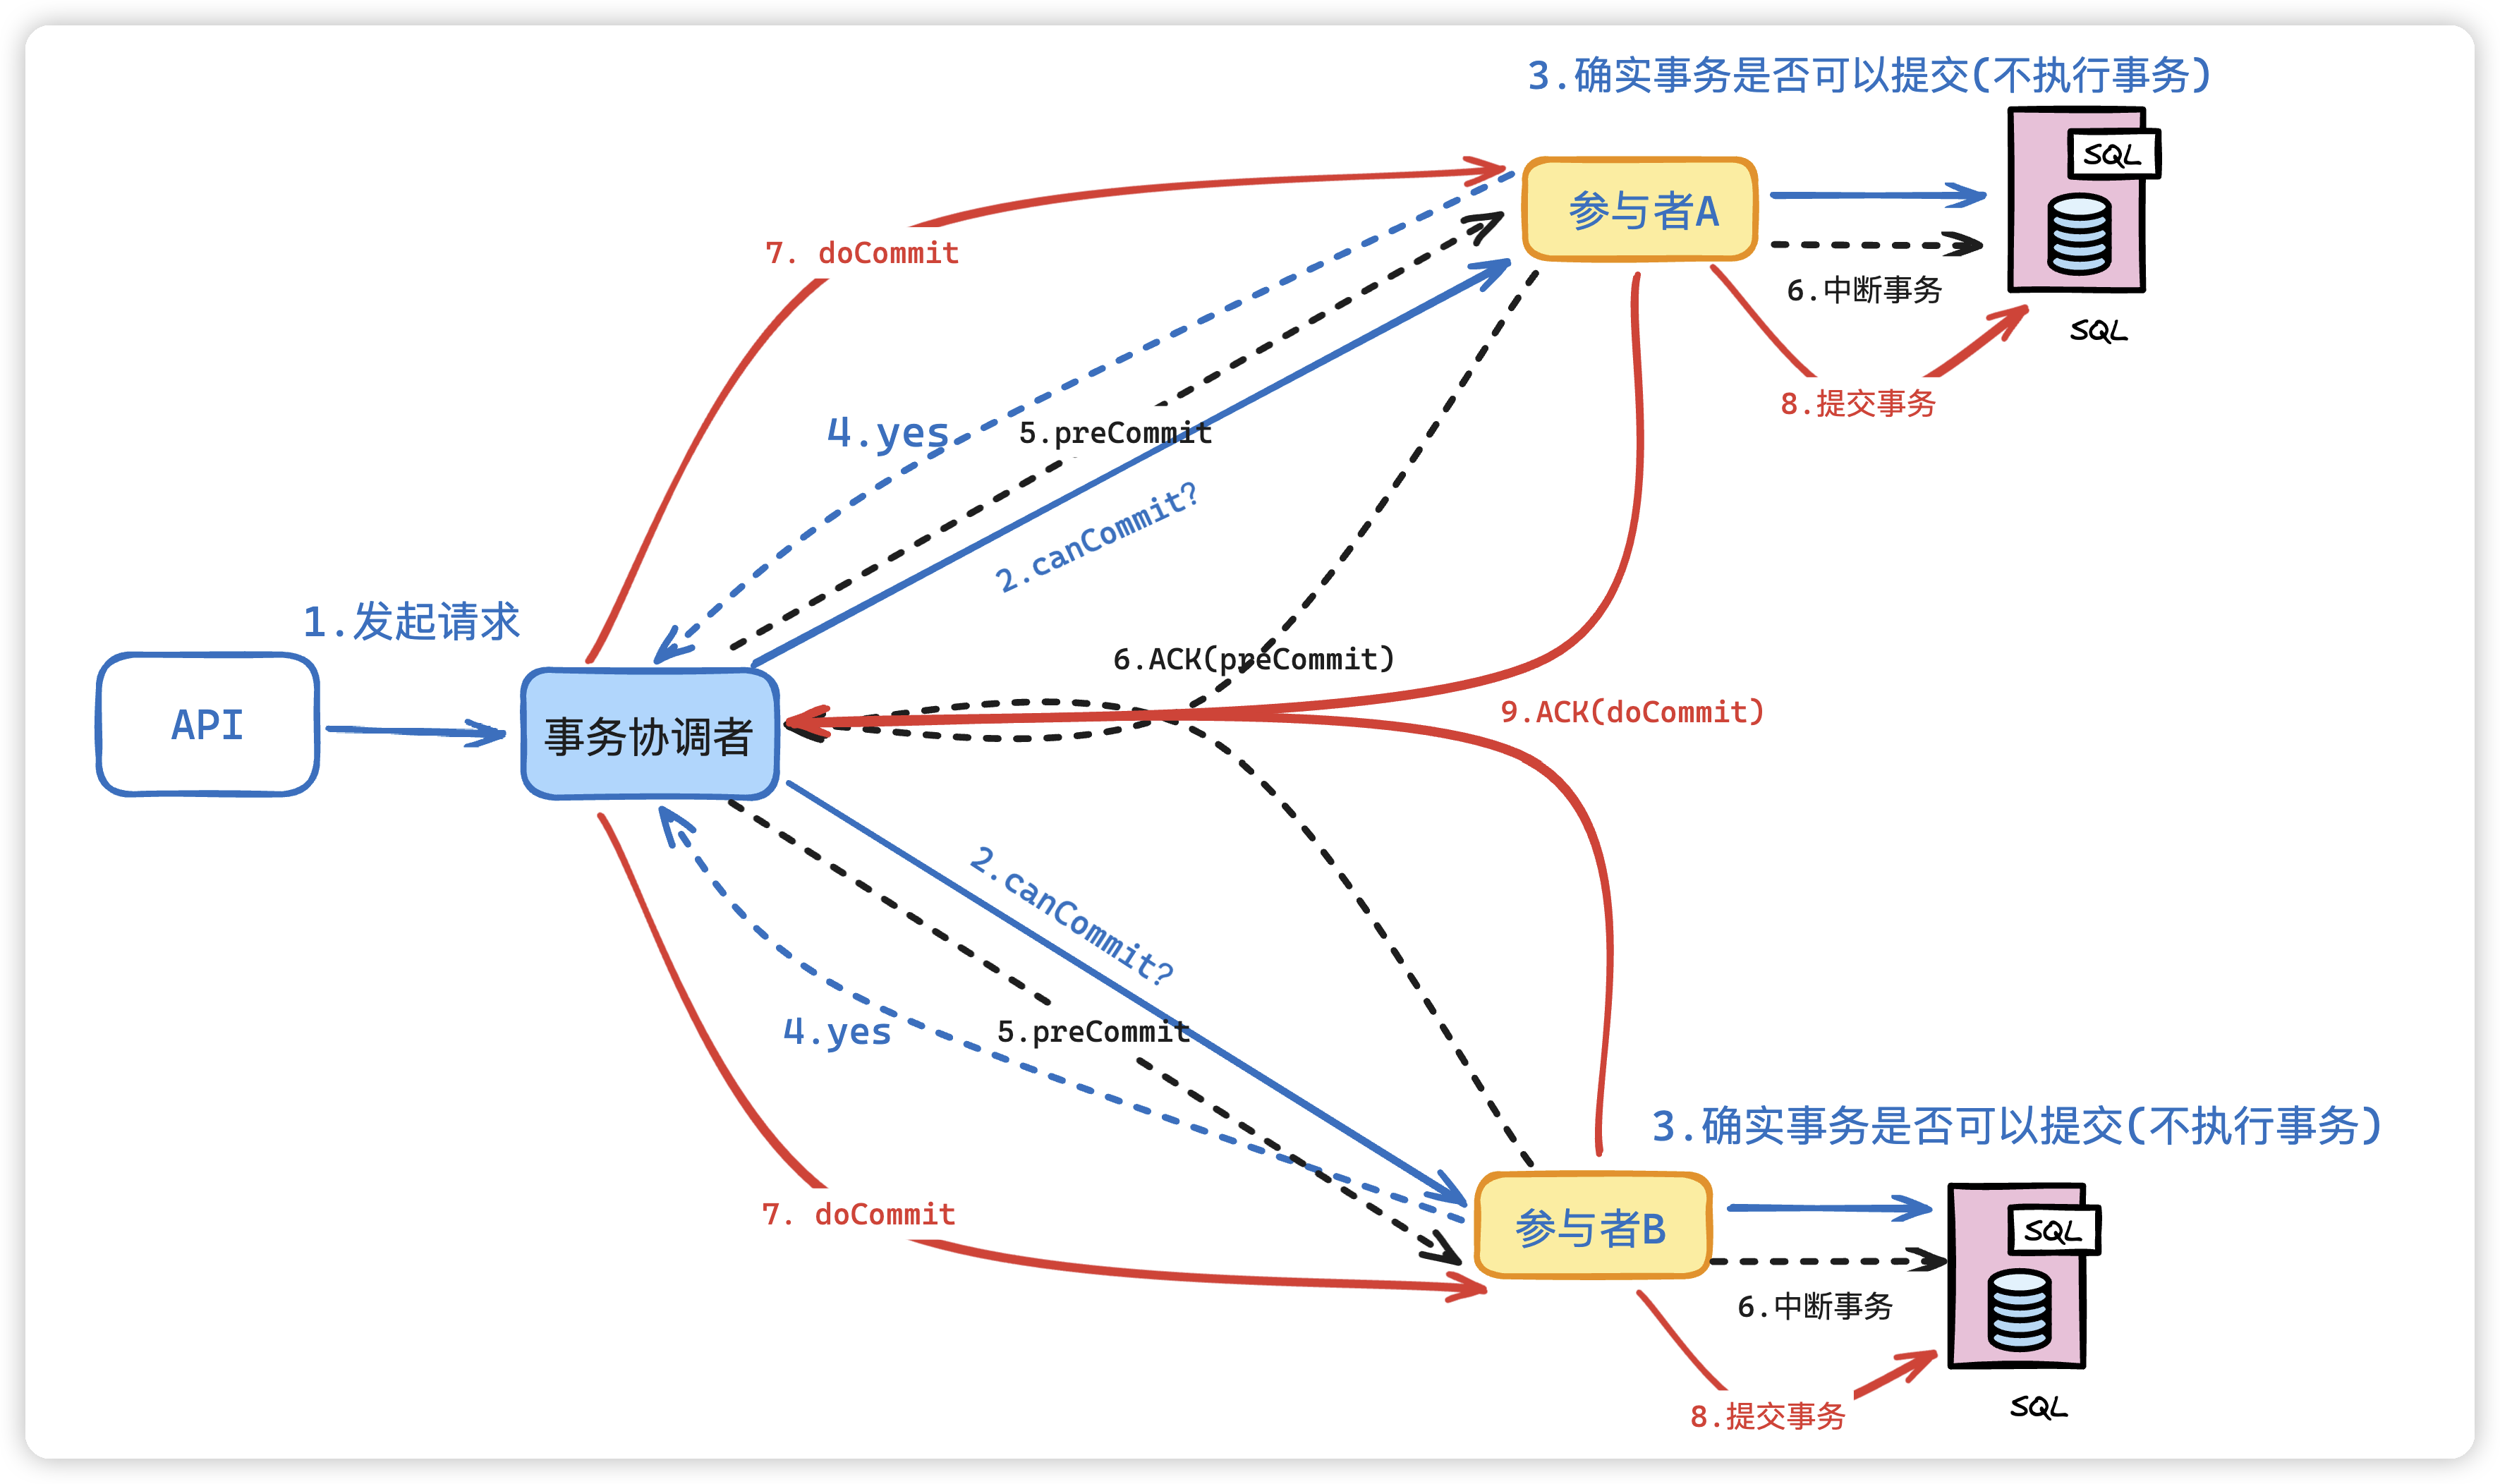 3.确实事务是否可以提交(不执行事务)
SQL
参与者A
7. doCommit
6.中断事务
SQL
8.提交事务
4.yes
5.preCommit
2.canCommit?
1.发起请求
6.ACK(preCommit)
9.ACK(doCommit)
API
事务协调者
2.canCommit?
4.yes
5.preCommit
3.确实事务是否可以提交(不执行事务)
7. doCommit
参与者B
SQL
6.中断事务
8.提交事务
SQL